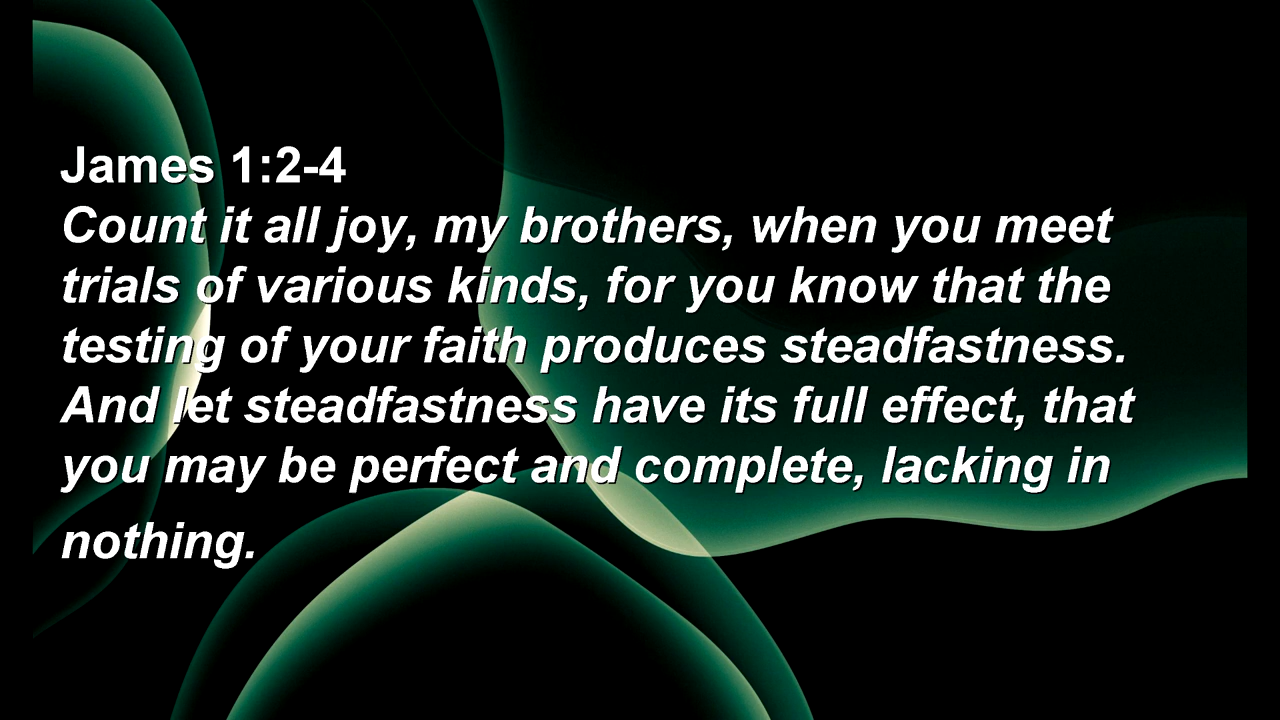 James 1:2-4
Count it all joy, my brothers, when you meet
trials of various kinds, for you know that the
testing of your faith produces steadfastness.
And let steadfastness have its full effect, that
you may be perfect and complete, lacking in
nothing.